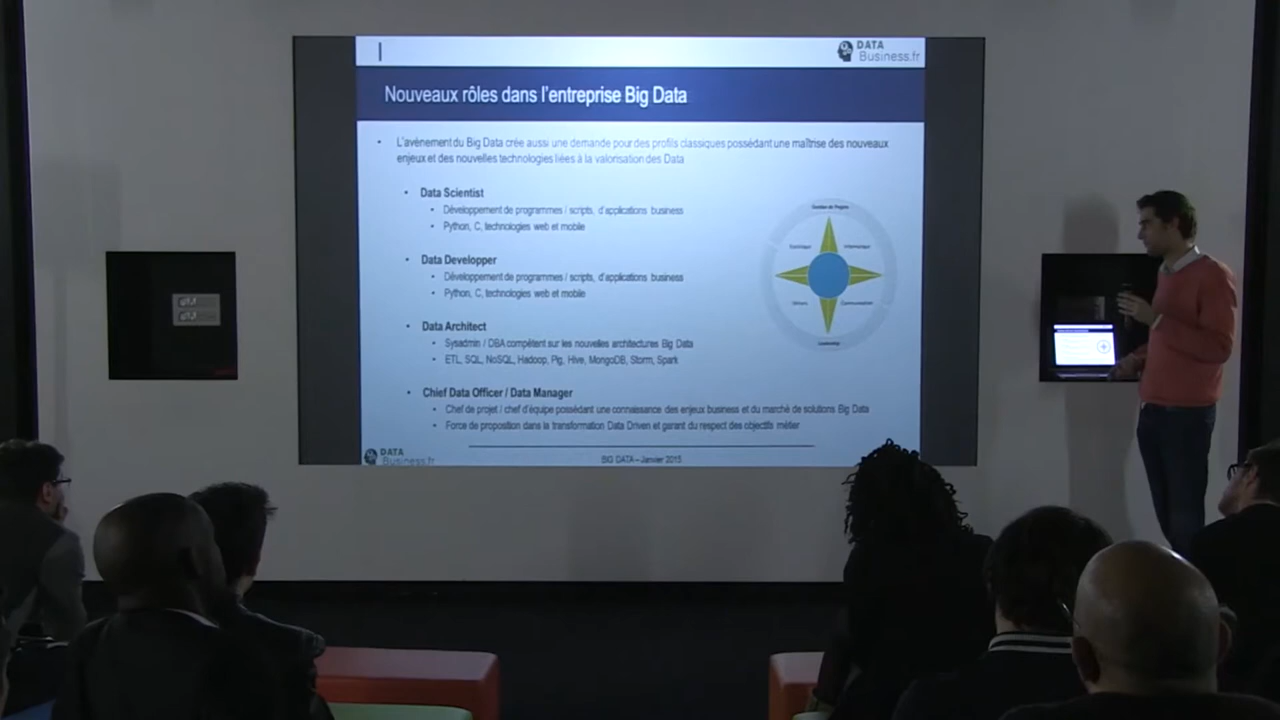 DATA
Business.fr
Nouveaux rôles dans l'entreprise Big Data
• L'avènement du Big Data crée aussi une demande pour des profils classiques possédant une maîtrise des nouveaux
enjeux et des nouvelles technologies liées à la valorisation des Data
• Data Scientist
• Développement de programmes / scripts, d'applications business
• Python, C, technologies web et mobile
• Data Developper
• Développement de programmes / scripts, d'applications business
• Python, C, technologies web et mobile
• Data Architect
• Sysadmin / DBA compétent sur les nouvelles architectures Big Data
• ETL, SQL, NoSQL, Hadoop, Pig, Hive, MongoDB, Storm, Spark
• Chief Data Officer / Data Manager
• Chef de projet / chef d'équipe possédant une connaissance des enjeux business et du marché de solutions Big Data
• Force de proposition dans la transformation Data Driven et garant du respect des objectifs métier
Gestion de Projets
Informatique
Communication
Leadership
DATA
Business.fr
BIG DATA – Janvier 2015